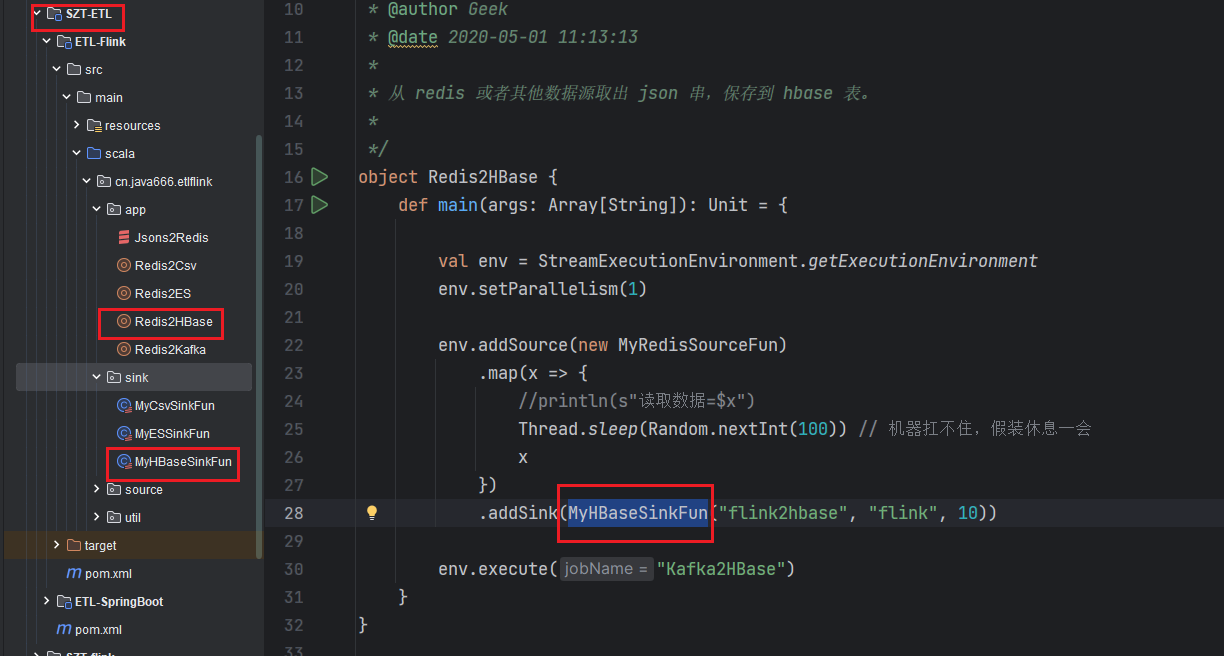 SZT-ETL
ETL-Flink
src
main
resources
scala
cn.java666.etlflink
app
Jsons2Redis
Redis2Csv
Redis2ES
Redis2HBase
Redis2Kafka
sink
MyCsvSinkFun
MyESSinkFun
MyHBaseSinkFun
source
util
target
m pom.xml
ETL-SpringBoot
m pom.xml
SZT-flink
10 * @author Geek
11 * @date 2020-05-01 11:13:13
12 *
13 * 从 redis 或者其他数据源取出 json 串，保存到 hbase 表。
14 *
15 */
16 object Redis2HBase {
17 def main(args: Array[String]): Unit = {
18
19 val env = StreamExecutionEnvironment.getExecutionEnvironment
20 env.setParallelism(1)
21
22 env.addSource(new MyRedisSourceFun)
23 .map(x => {
24 //println(s"读取数据=$x")
25 Thread.sleep(Random.nextInt(100)) // 机器扛不住，假装休息一会
26 x
27 })
28 .addSink(MyHBaseSinkFun("flink2hbase", "flink", 10))
29
30 env.execute( jobName = "Kafka2HBase")
31 }
32 }
33